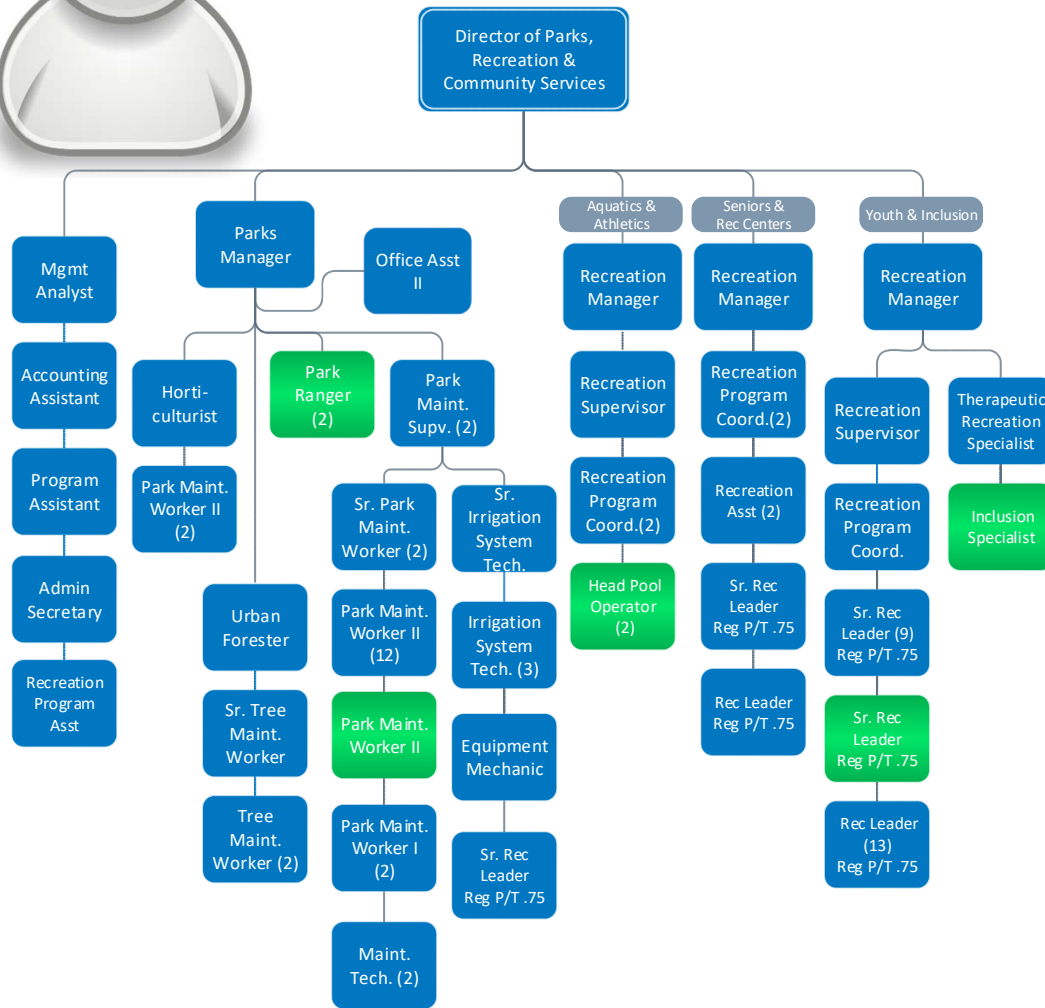 Director of Parks,
Recreation &
Community Services
Aquatics &
Athletics
Seniors &
Rec Centers
Youth & Inclusion
Mgmt
Analyst
Accounting
Assistant
Program
Assistant
Admin
Secretary
Recreation
Program
Asst
Parks
Manager
Office Asst
II
Horti-
culturist
Park Maint.
Worker II
(2)
Urban
Forester
Sr. Tree
Maint.
Worker
Tree
Maint.
Worker (2)
Park
Ranger
(2)
Park
Maint.
Supv. (2)
Sr. Park
Maint.
Worker (2)
Park Maint.
Worker II
(12)
Park Maint.
Worker II
Park Maint.
Worker I
(2)
Maint.
Tech. (2)
Sr.
Irrigation
System
Tech.
Irrigation
System
Tech. (3)
Equipment
Mechanic
Sr. Rec
Leader
Reg P/T .75
Recreation
Manager
Recreation
Supervisor
Recreation
Program
Coord.(2)
Head Pool
Operator
(2)
Recreation
Manager
Recreation
Program
Coord.(2)
Recreation
Asst (2)
Sr. Rec
Leader
Reg P/T .75
Rec Leader
Reg P/T .75
Recreation
Manager
Recreation
Supervisor
Recreation
Program
Coord.
Sr. Rec
Leader (9)
Reg P/T .75
Sr. Rec
Leader
Reg P/T .75
Rec Leader
(13)
Reg P/T .75
Therapeutic
Recreation
Specialist
Inclusion
Specialist